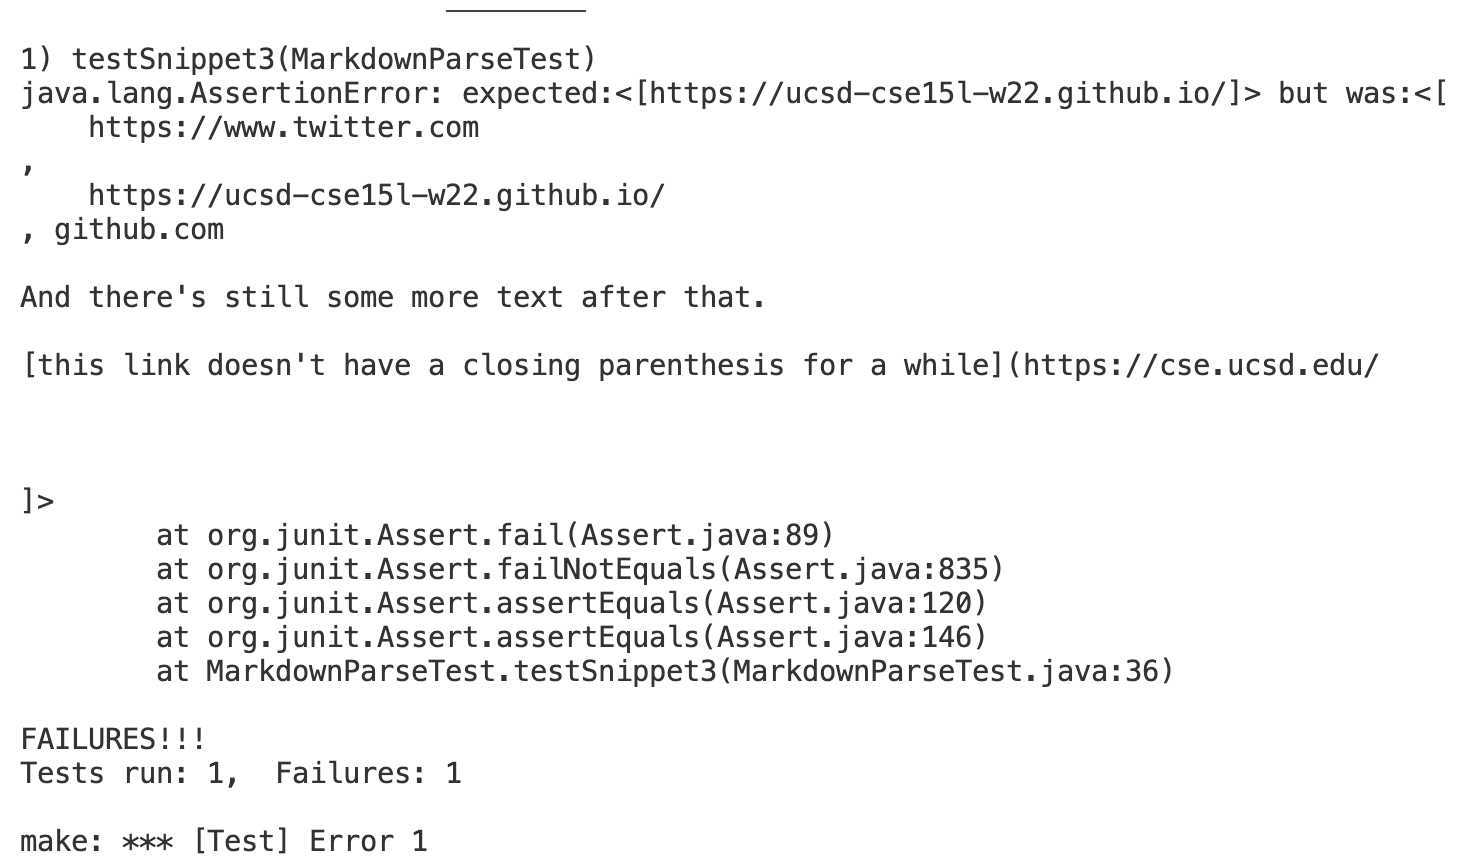 1) testSnippet3(MarkdownParseTest)
java.lang.AssertionError: expected:<[https://ucsd-cse15l-w22.github.io/]> but was:<[
    https://www.twitter.com
,
    https://ucsd-cse15l-w22.github.io/
, github.com

And there's still some more text after that.

[this link doesn't have a closing parenthesis for a while](https://cse.ucsd.edu/



]>
        at org.junit.Assert.fail(Assert.java:89)
        at org.junit.Assert.failNotEquals(Assert.java:835)
        at org.junit.Assert.assertEquals(Assert.java:120)
        at org.junit.Assert.assertEquals(Assert.java:146)
        at MarkdownParseTest.testSnippet3(MarkdownParseTest.java:36)

FAILURES!!!
Tests run: 1,  Failures: 1

make: *** [Test] Error 1